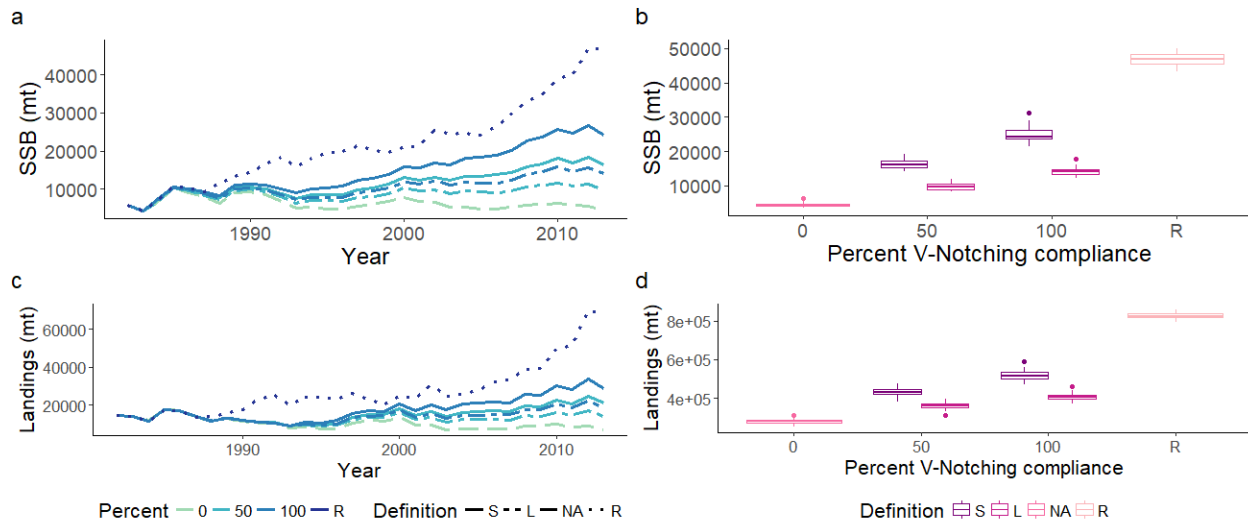 a
SSB (mt)
40000
30000
20000
10000
1990
2000
2010
Year
b
SSB (mt)
50000
40000
30000
20000
10000
0
50
100
R
Percent V-Notching compliance
c
Landings (mt)
60000
40000
20000
1990
2000
2010
Year
d
Landings (mt)
8e+05
6e+05
4e+05
0
50
100
R
Percent V-Notching compliance
Percent 0 50 100 R Definition S L NA R
Definition S L NA R